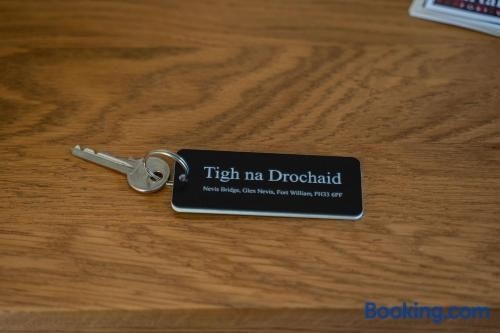 Tigh na Drochaid
Nevis Bridge, Glen Nevis, Fort William, PH33 6PF
Booking.com